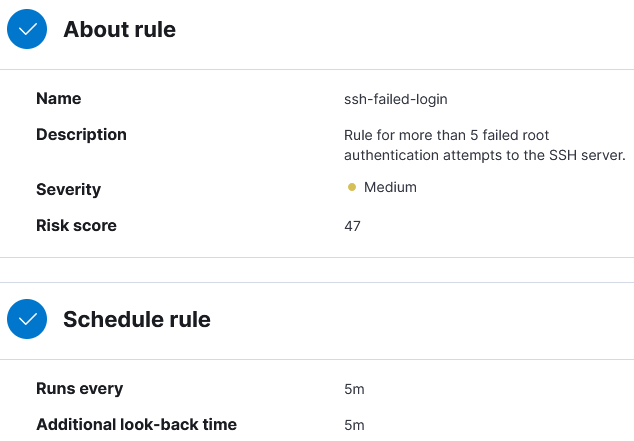 About rule
Name ssh-failed-login
Description Rule for more than 5 failed root
authentication attempts to the SSH server.
Severity Medium
Risk score 47
Schedule rule
Runs every 5m
Additional look-back time 5m